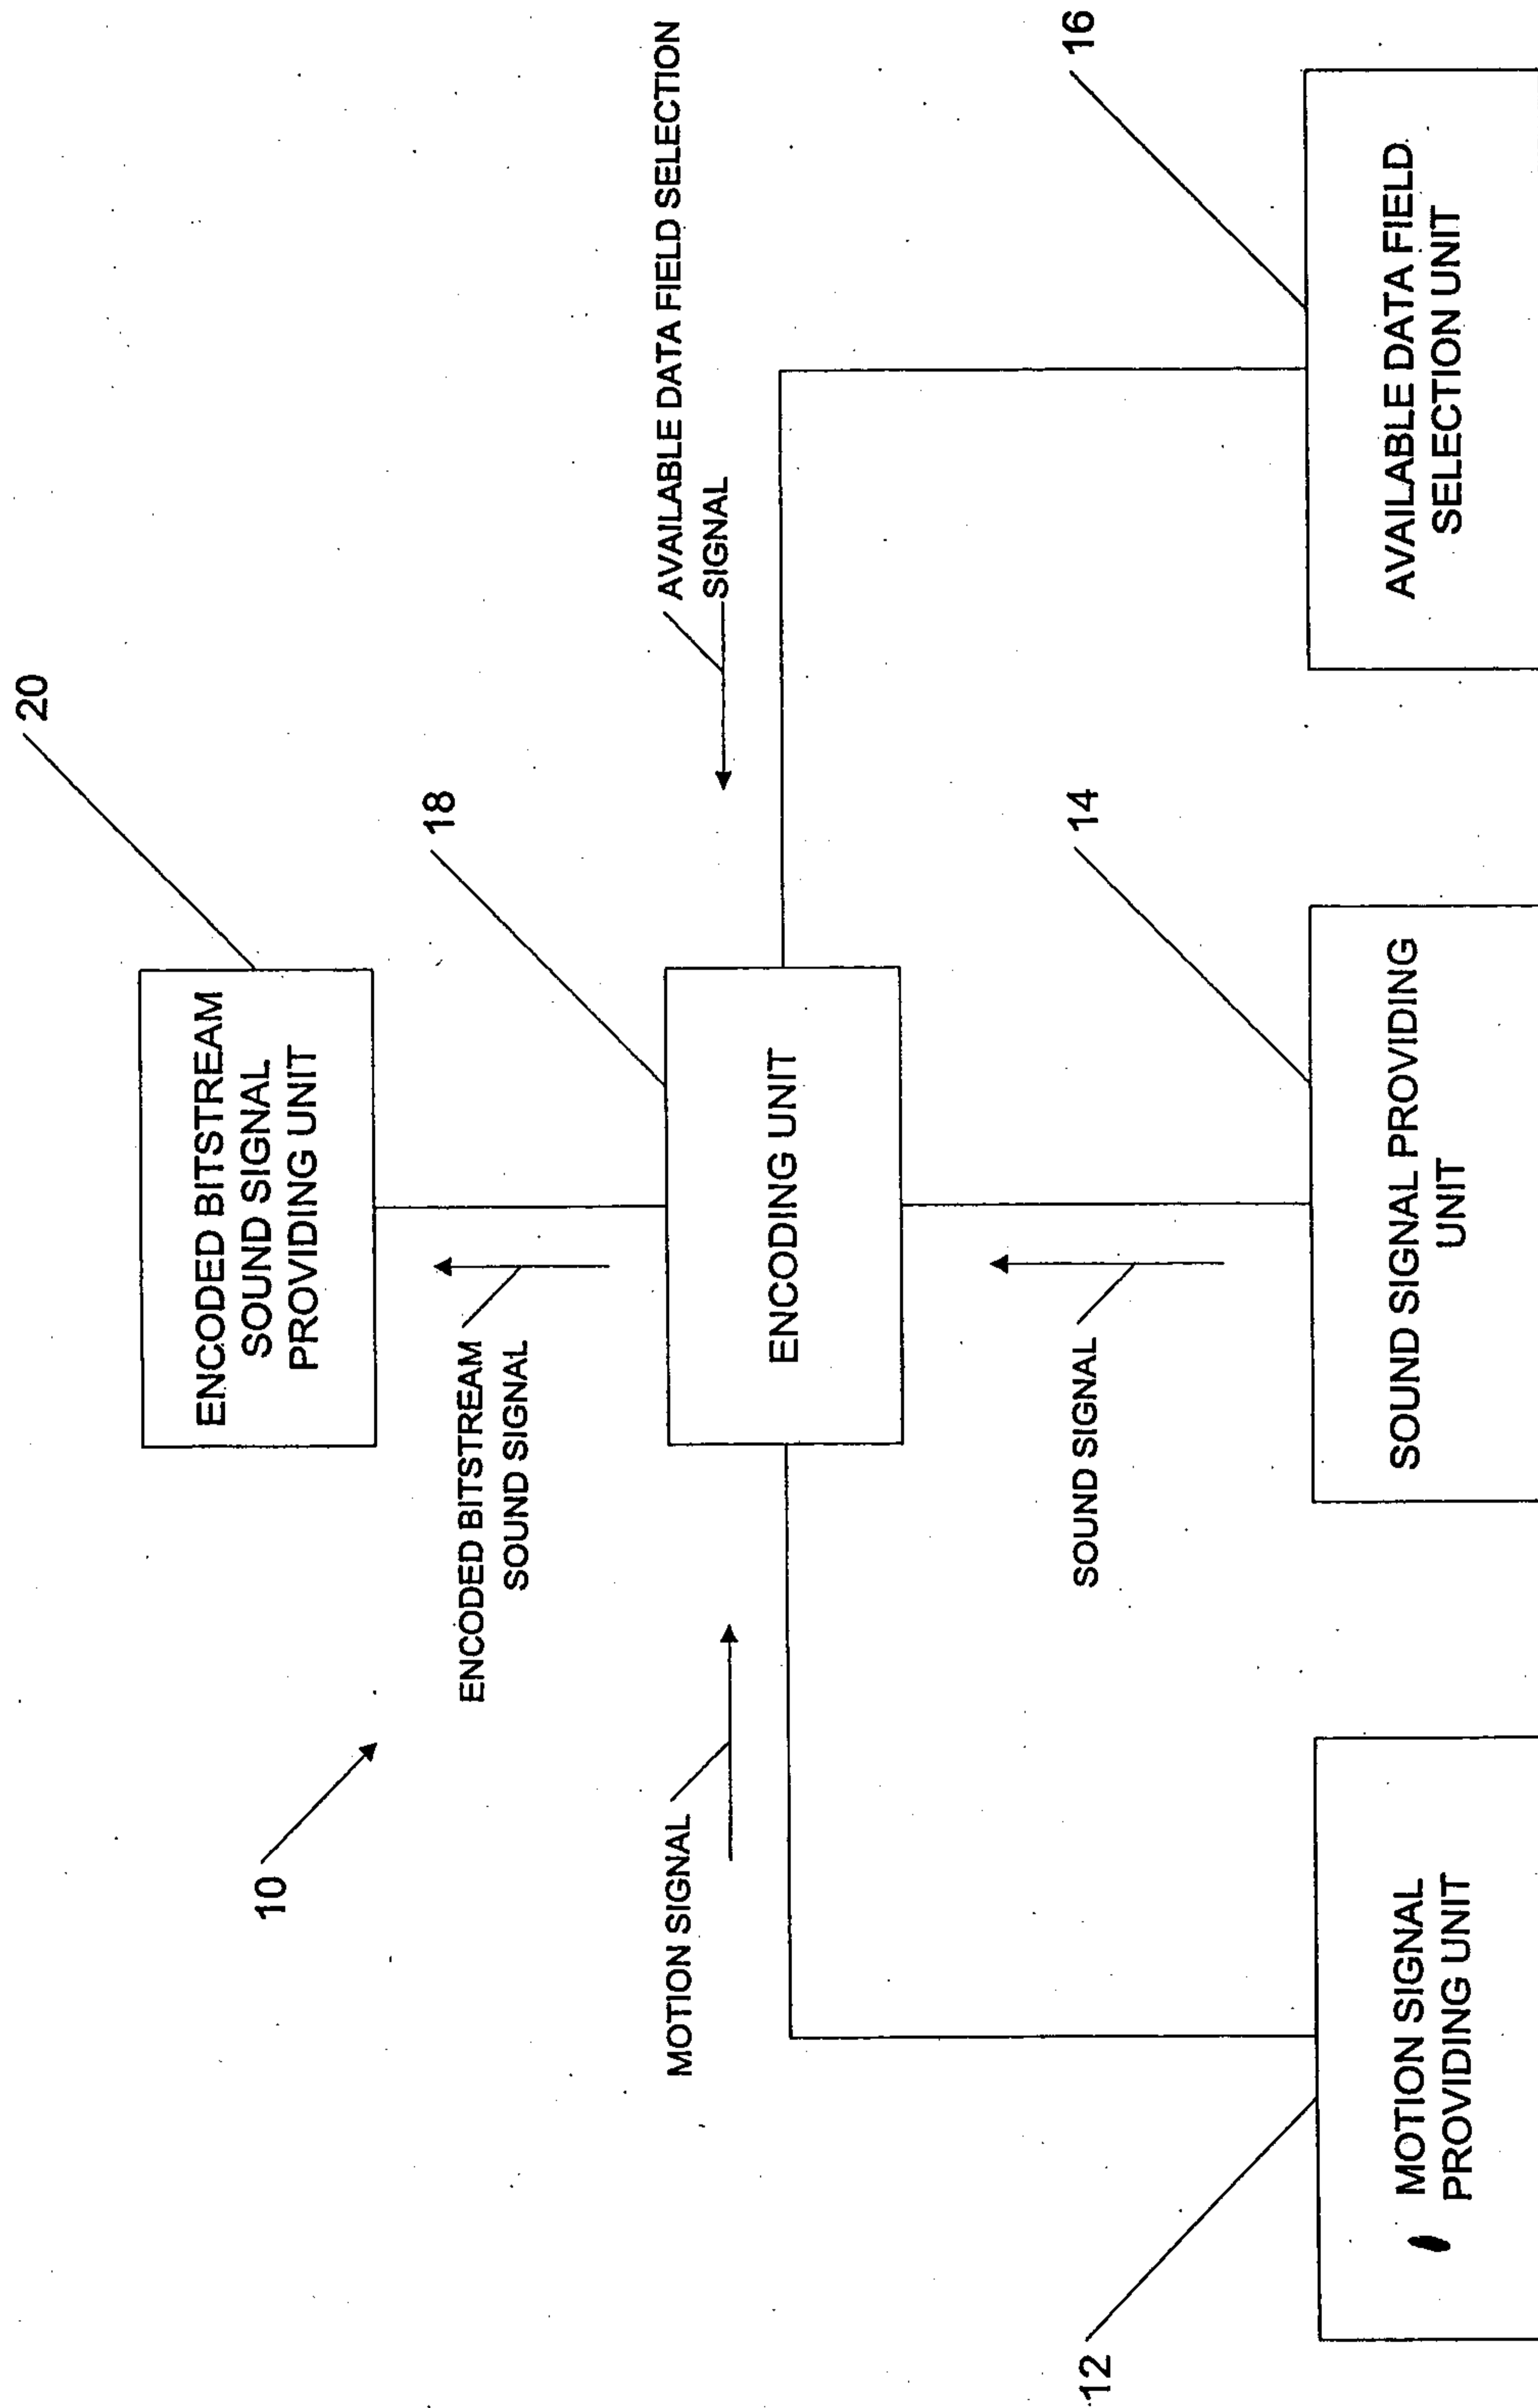 20
ENCODED BITSTREAM
SOUND SIGNAL
PROVIDING UNIT
10
ENCODED BITSTREAM
SOUND SIGNAL
18
MOTION SIGNAL
ENCODING UNIT
AVAILABLE DATA FIELD SELECTION
SIGNAL
SOUND SIGNAL
12
14
16
MOTION SIGNAL
PROVIDING UNIT
SOUND SIGNAL PROVIDING
UNIT
AVAILABLE DATA FIELD
SELECTION UNIT